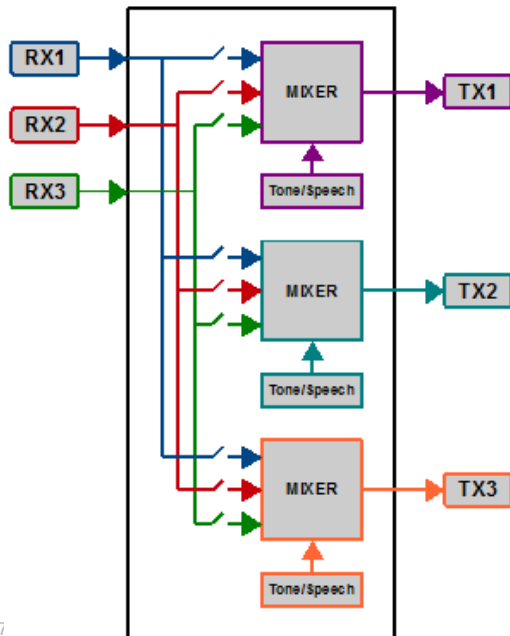 RX1
MIXER
TX1
RX2
RX3
Tone/Speech
MIXER
TX2
Tone/Speech
MIXER
TX3
Tone/Speech